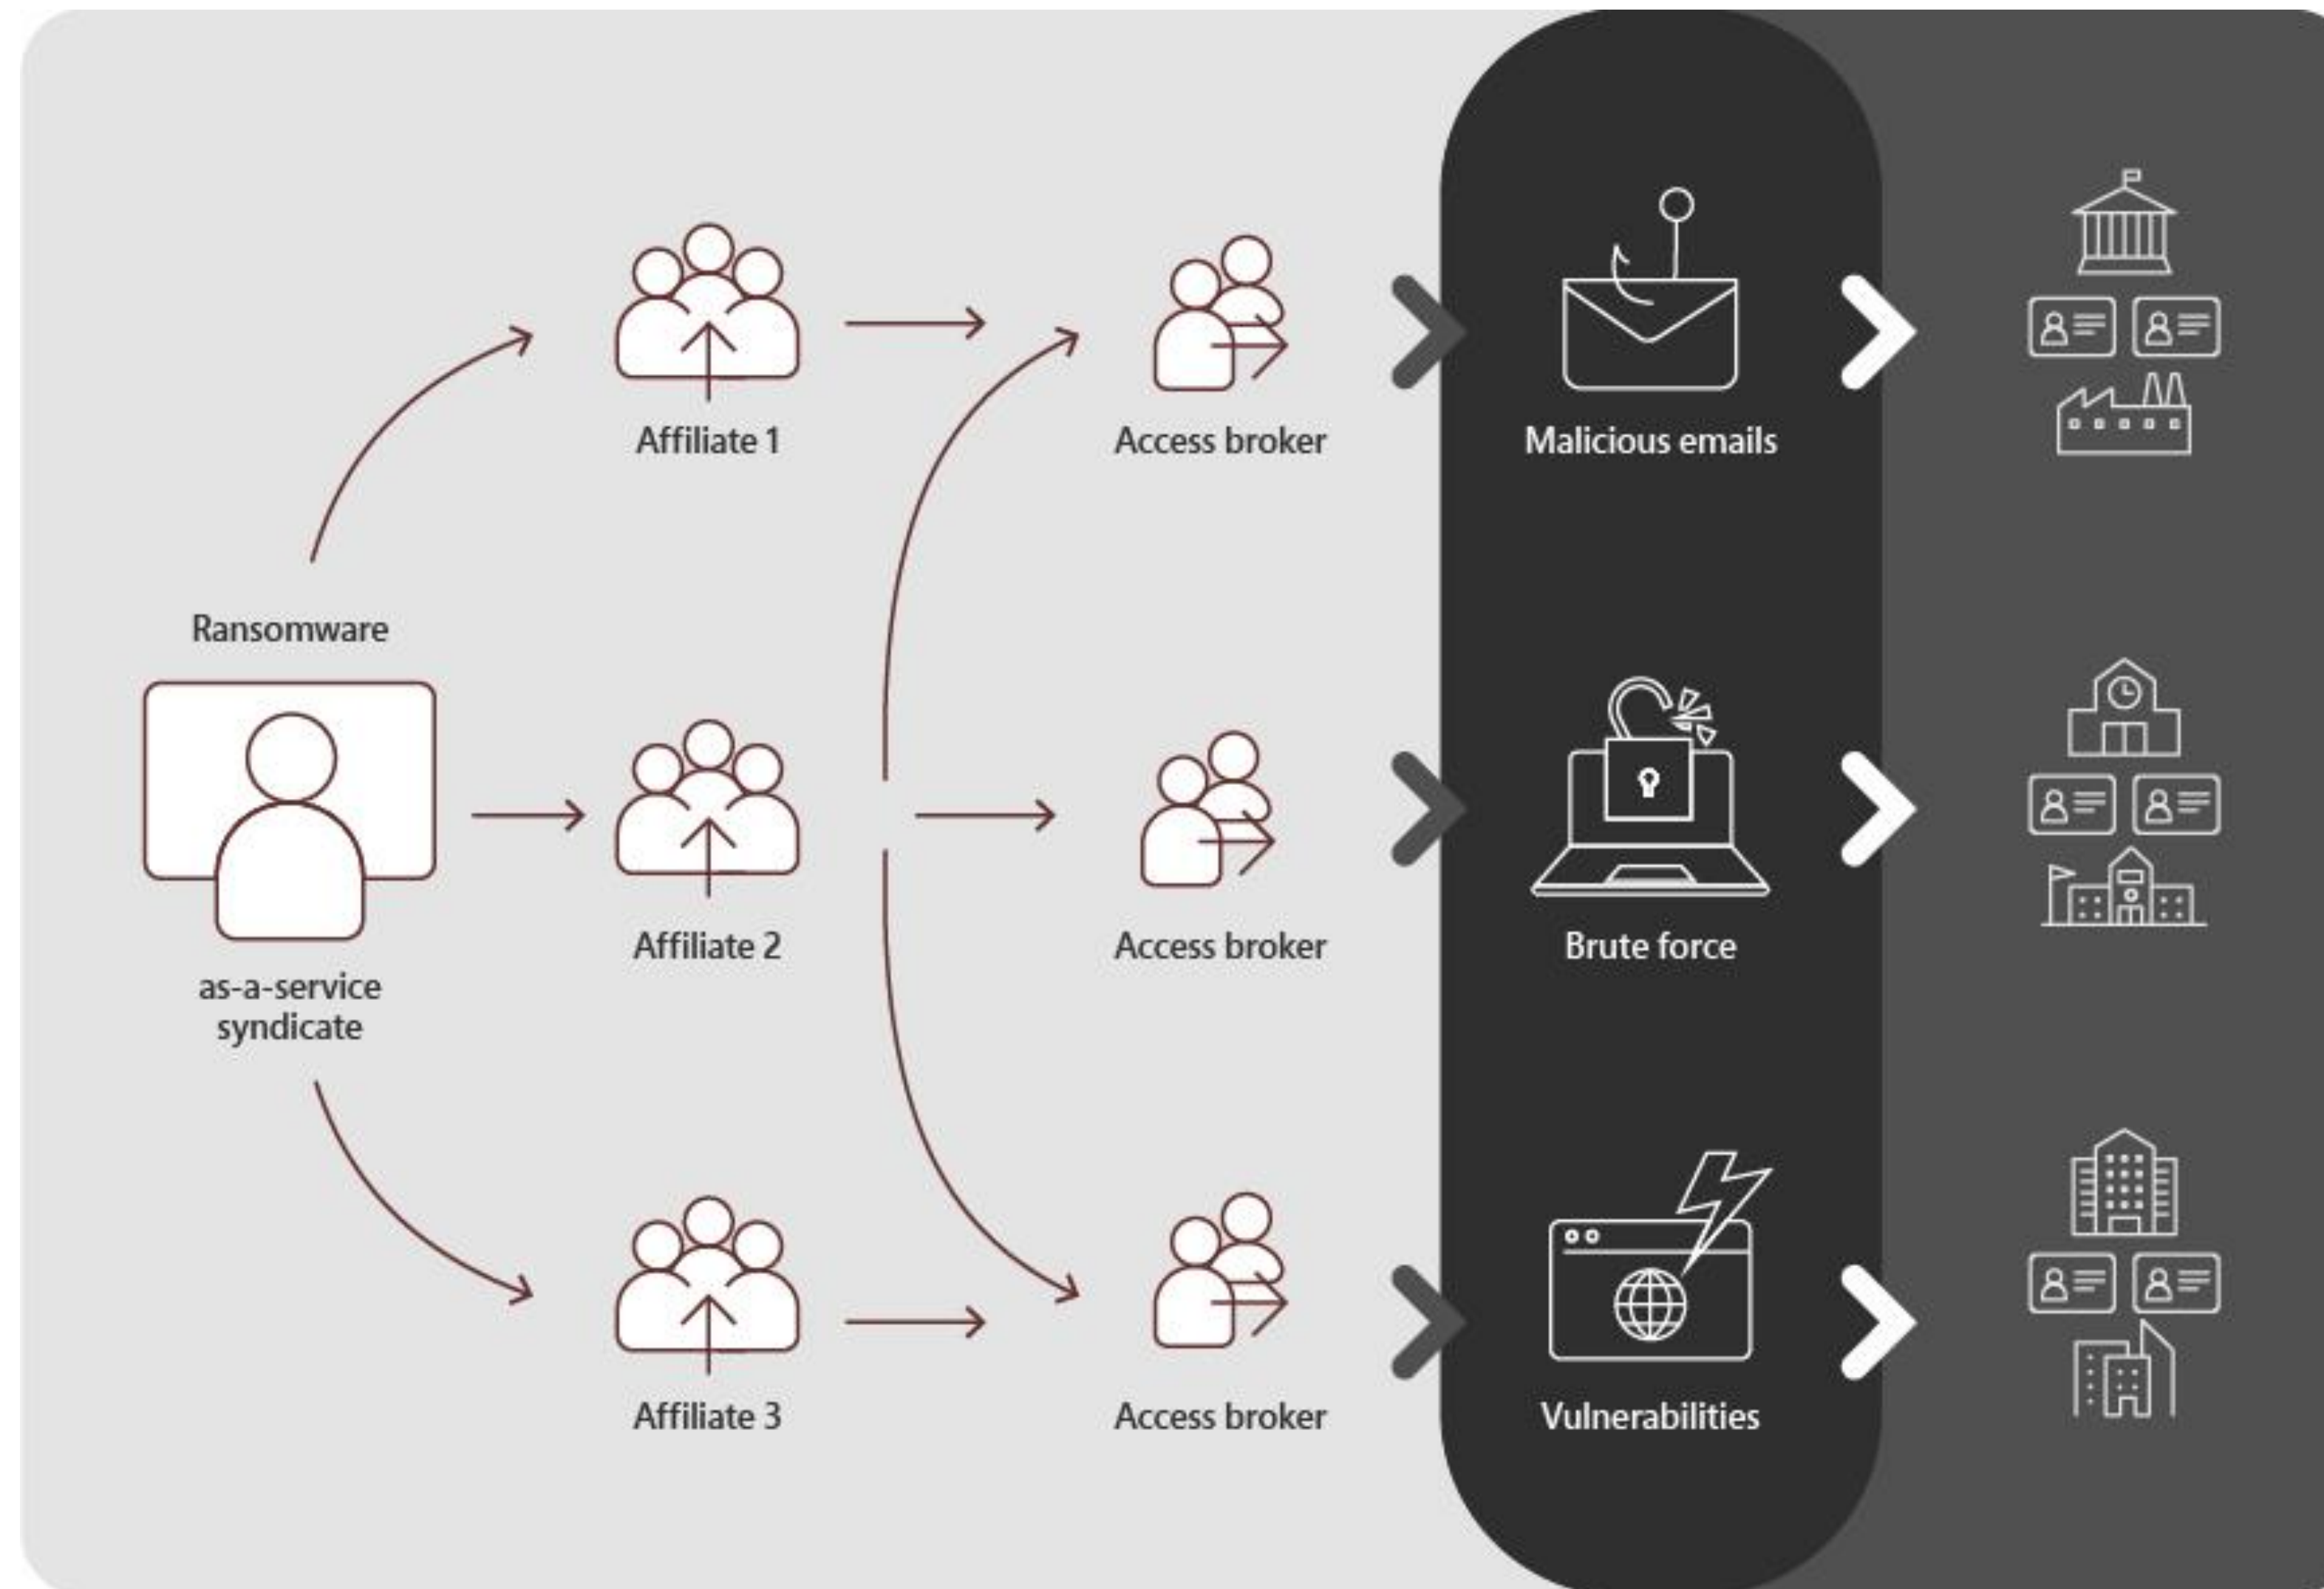 Ransomware
as-a-service
syndicate
Affiliate 1
Access broker
Malicious emails
Affiliate 2
Access broker
Brute force
Affiliate 3
Access broker
Vulnerabilities